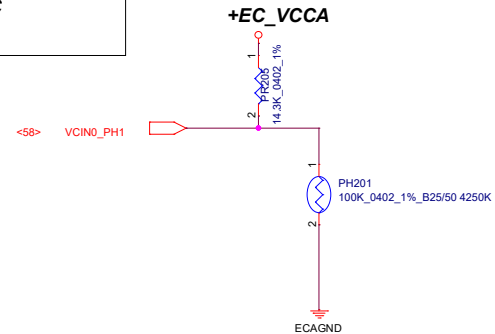 +EC_VCCA
1
PR205
14.3K_0402_1%
2
<58> VCIN0_PH1
1
PH201
100K_0402_1%_B25/50 4250K
2
ECAGND